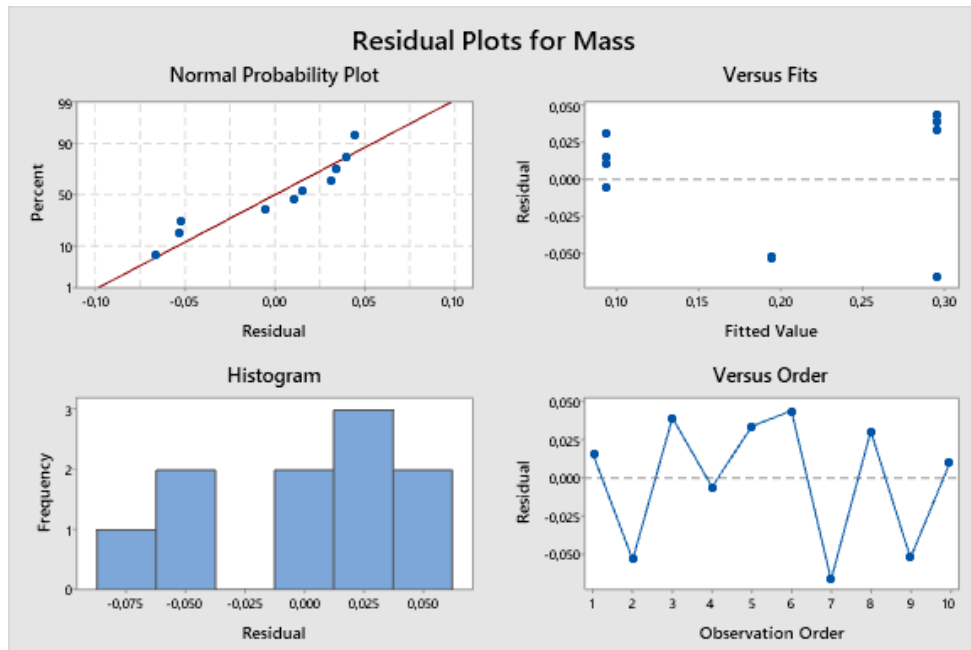 Residual Plots for Mass
Normal Probability Plot
99
90
50
10
1
Percent
-0,10 -0,05 0,00 0,05 0,10
Residual
Versus Fits
0,050
0,025
0,000
-0,025
-0,050
Residual
0,10 0,15 0,20 0,25 0,30
Fitted Value
Histogram
3
2
1
0
Frequency
-0,075 -0,050 -0,025 0,000 0,025 0,050
Residual
Versus Order
0,050
0,025
0,000
-0,025
-0,050
Residual
1 2 3 4 5 6 7 8 9 10
Observation Order